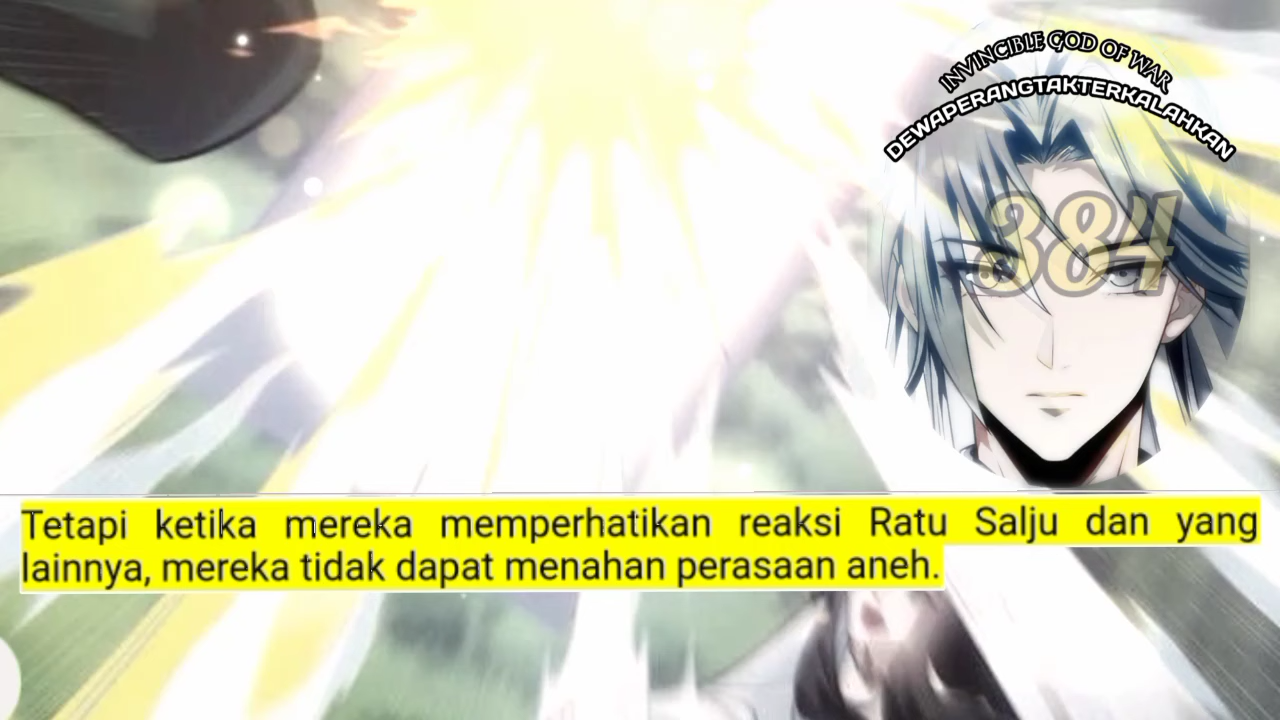 INVINCIBLE GOD OF WAR
DEWAPERANGTAKTERKALAHKAN
384
Tetapi ketika mereka memperhatikan reaksi Ratu Salju dan yang
lainnya, mereka tidak dapat menahan perasaan aneh.